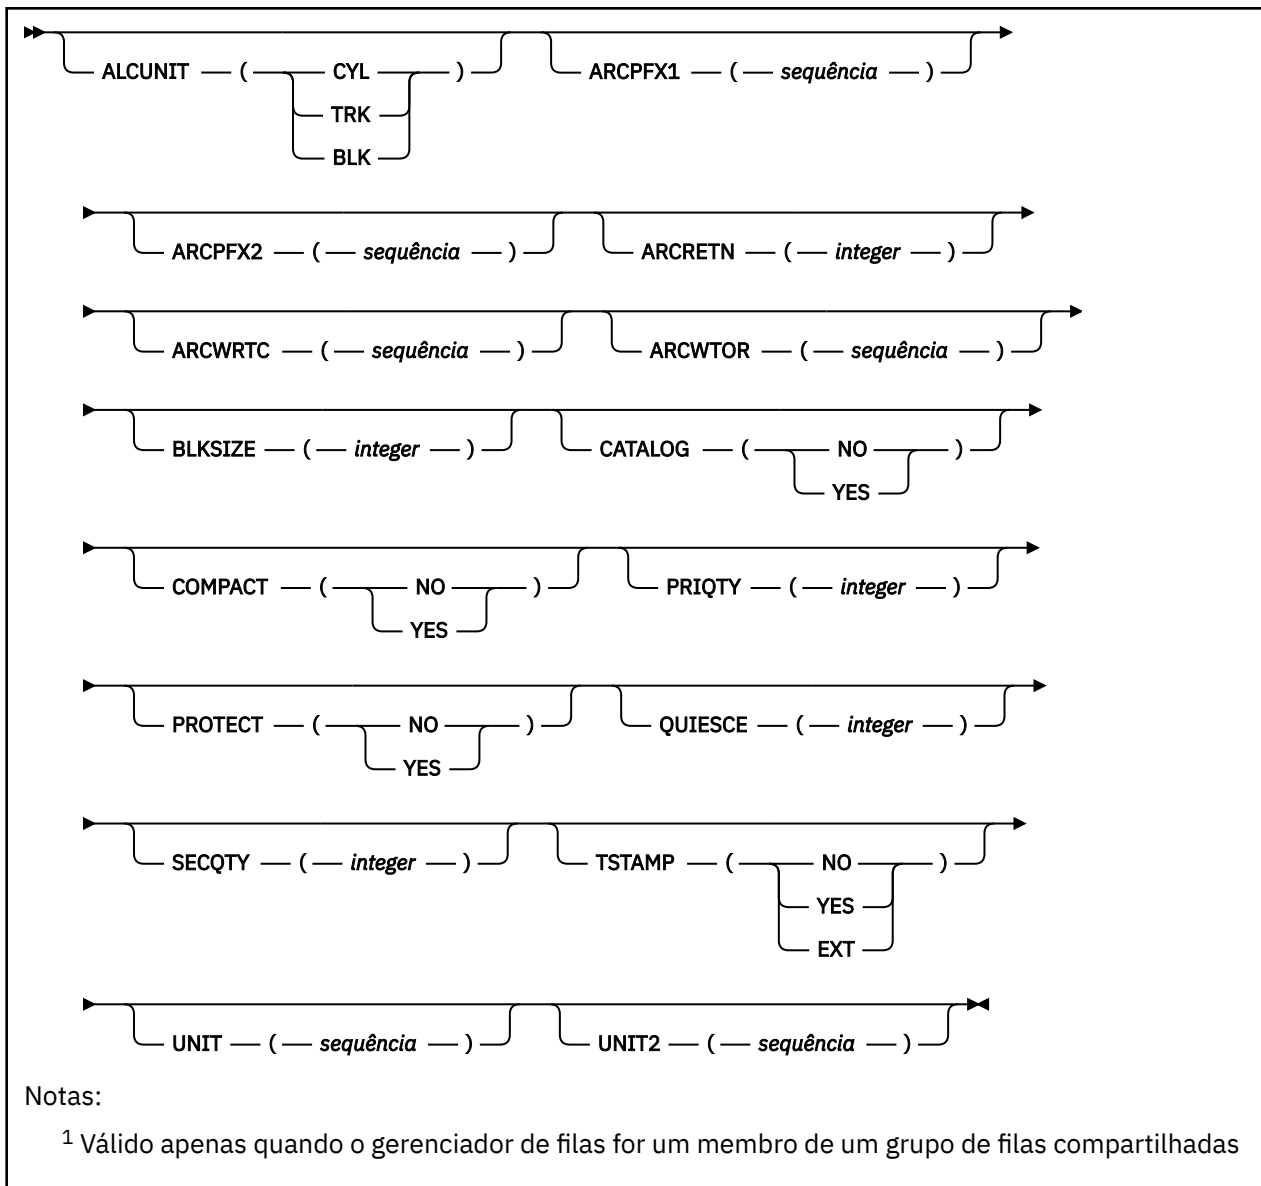 ALCUNIT ( CYL ) ARCPFX1 ( sequência )
TRK
BLK
ARCPFX2 ( sequência ) ARCRETN ( integer )
ARCWRTC ( sequência ) ARCWTOR ( sequência )
BLKSIZE ( integer ) CATALOG ( NO )
YES
COMPACT ( NO ) PRIQTY ( integer )
YES
PROTECT ( NO ) QUIESCE ( integer )
YES
SECQTY ( integer ) TSTAMP ( NO )
YES
EXT
UNIT ( sequência ) UNIT2 ( sequência )
Notas:
1 Válido apenas quando o gerenciador de filas for um membro de um grupo de filas compartilhadas